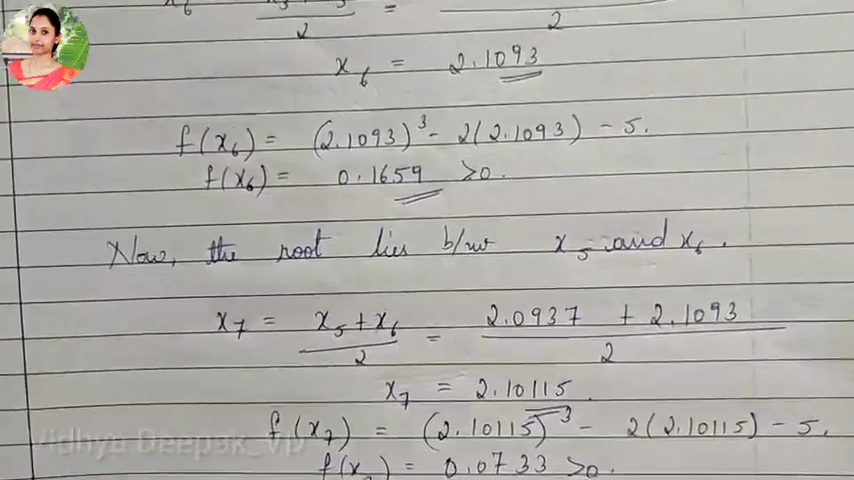 x₆ = 2.1093
f(x₆) = (2.1093)³ - 2(2.1093) - 5.
f(x₆) = 0.1659 >0.
Now, the root lies b/w x₅ and x₆.
x₇ = x₅ + x₆ / 2 = 2.0937 + 2.1093 / 2
x₇ = 2.10115.
f(x₇) = (2.10115)³ - 2(2.10115) - 5.
Vidhya Deepak_VD
f(x₇) = 0.0733 >0.